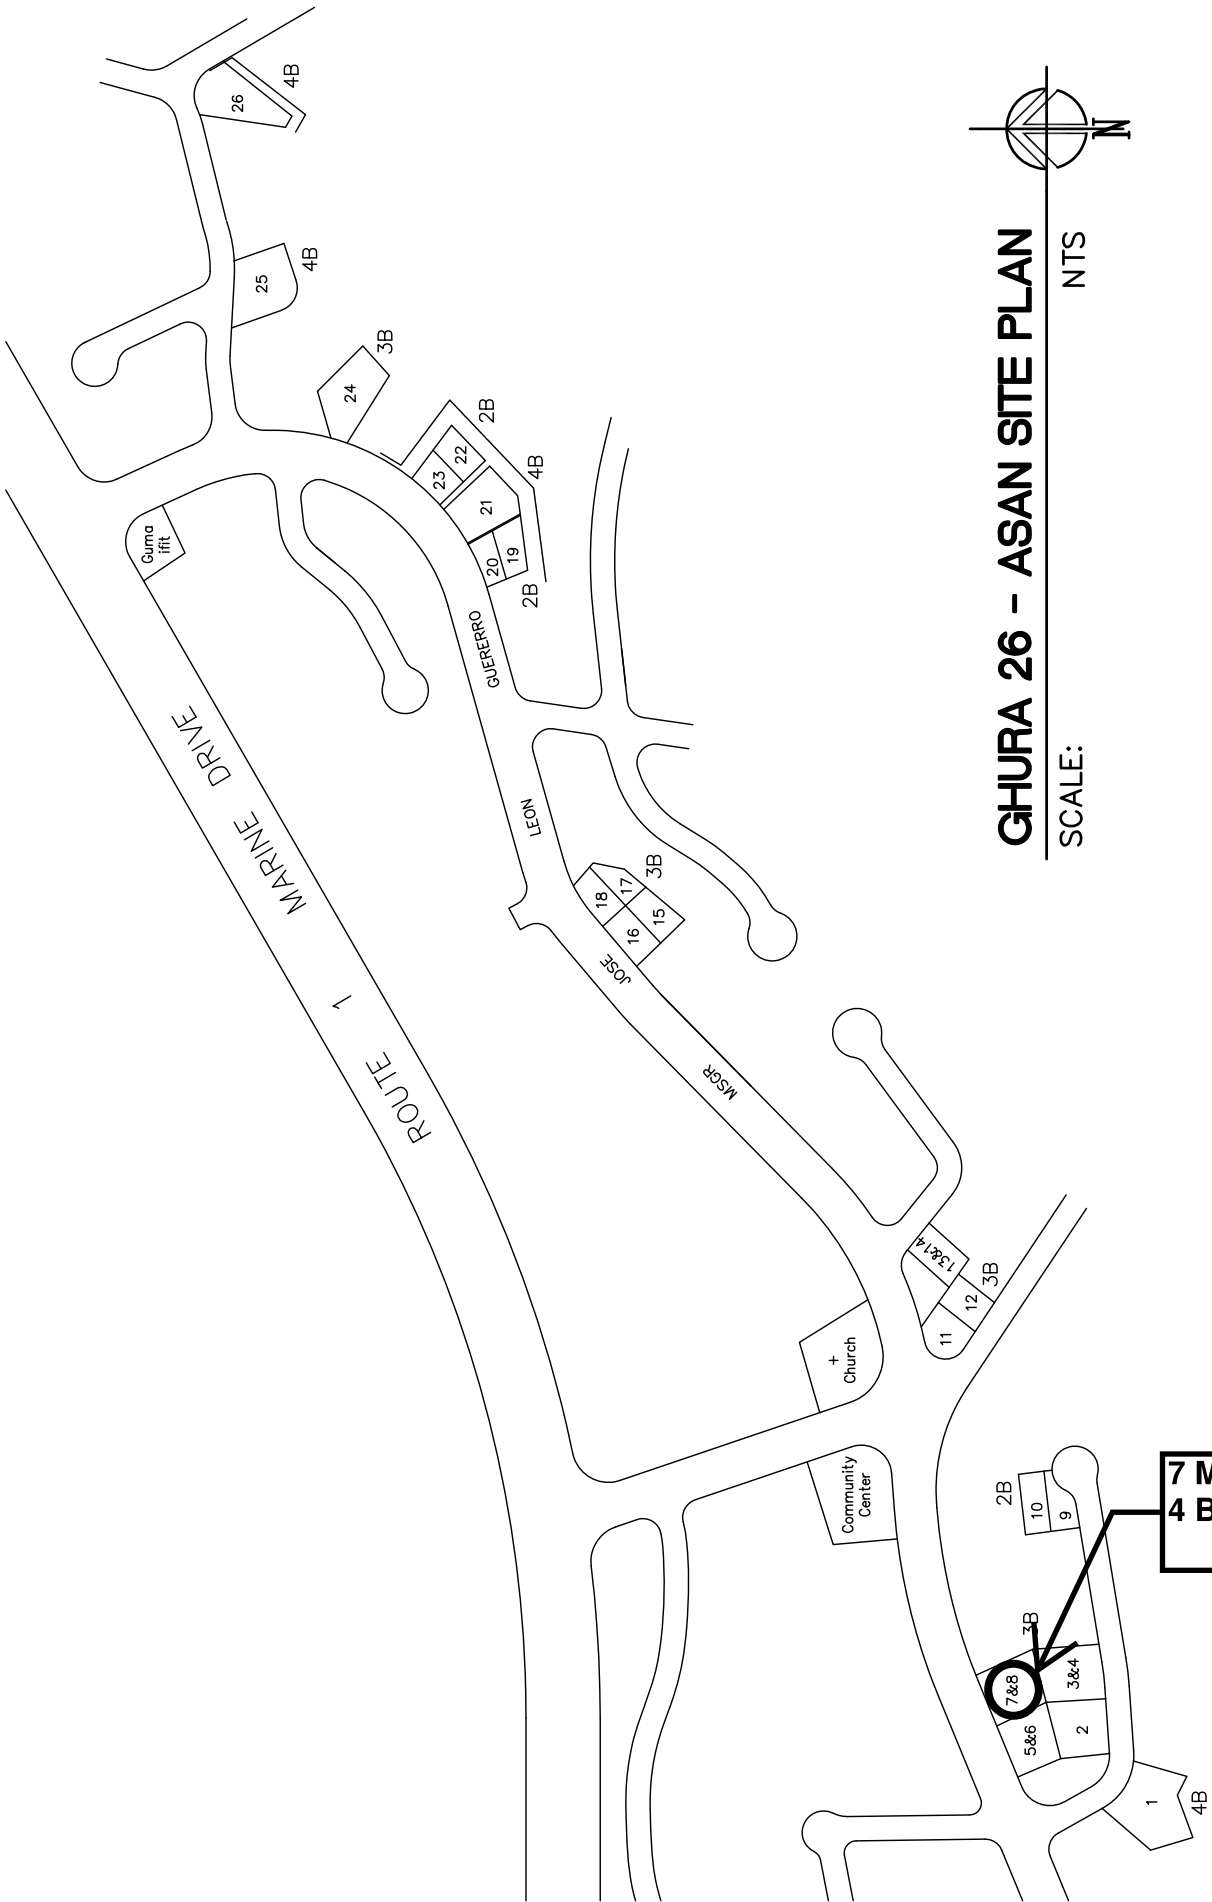 GHURA 26 - ASAN SITE PLAN
SCALE: NTS
N
ROUTE 1 MARINE DRIVE
MSGR JOSE LEON GUERERRO
Guma
ifit
+
Church
Community
Center
1
4B
2
3&4
5&6
7&8
3B
9
10
2B
11
12
13&14
3B
15
16
17
18
3B
19
20
2B
21
4B
22
23
2B
24
3B
25
4B
26
4B
7 M
4 B